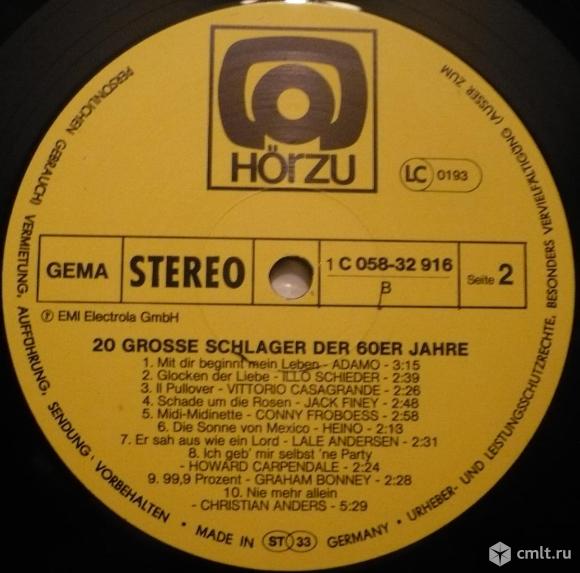 HÖRZU
LC 0193
GEMA
STEREO
1 C 058-32 916
B
Seite 2
℗ EMI Electrola GmbH
20 GROSSE SCHLAGER DER 60ER JAHRE
1. Mit dir beginnt mein Leben - ADAMO - 3:15
2. Glocken der Liebe - ILLO SCHIEDER - 2:39
3. Il Pullover - VITTORIO CASAGRANDE - 2:26
4. Schade um die Rosen - JACK FINEY - 2:48
5. Midi-Midinette - CONNY FROBOESS - 2:58
6. Die Sonne von Mexico - HEINO - 2:13
7. Er sah aus wie ein Lord - LALE ANDERSEN - 2:31
8. Ich geb' mir selbst 'ne Party
- HOWARD CARPENDALE - 2:24
9. 99,9 Prozent - GRAHAM BONNEY - 2:28
10. Nie mehr allein
- CHRISTIAN ANDERS - 5:29
• MADE IN ST 33 GERMANY • URHEBER- UND LEISTUNGSSCHUTZRECHTE, BESONDERS VERVIELFÄLTIGUNG (AUSSER ZUM
PERSÖNLICHEN GEBRAUCH) VERMIETUNG, AUFFÜHRUNG, SENDUNG: VORBEHALTEN
cmlt.ru